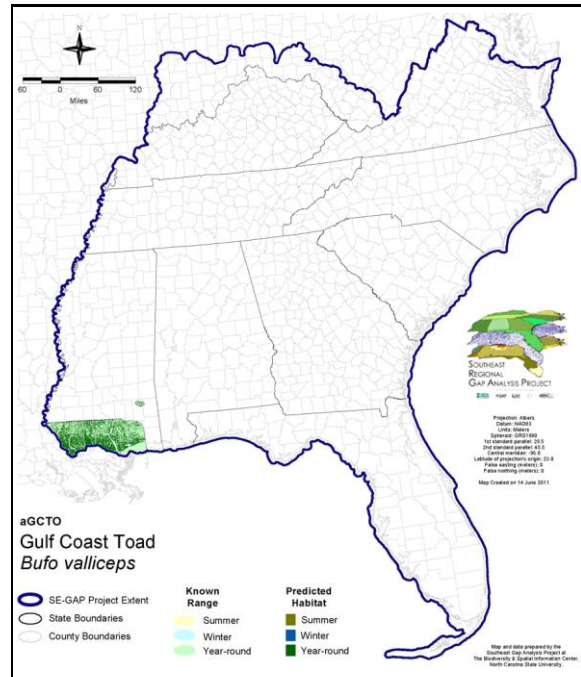 N
60 0 60 120
Miles
SOUTHEAST
REGIONAL
GAP ANALYSIS PROJECT
Projection: Albers
Datum: NAD83
Units: Meters
Spheroid: GRS1980
1st standard parallel: 29.5
2nd standard parallel: 45.5
Central meridian: -96.0
Latitude of projection's origin: 23.0
False easting (meters): 0
False northing (meters): 0
Map Created on 14 June 2011
aGCTO
Gulf Coast Toad
Bufo valliceps
SE-GAP Project Extent
State Boundaries
County Boundaries
Known
Range
Summer
Winter
Year-round
Predicted
Habitat
Summer
Winter
Year-round
Map and data prepared by the
Southeast Gap Analysis Project at
The Biodiversity & Spatial Information Center,
North Carolina State University.